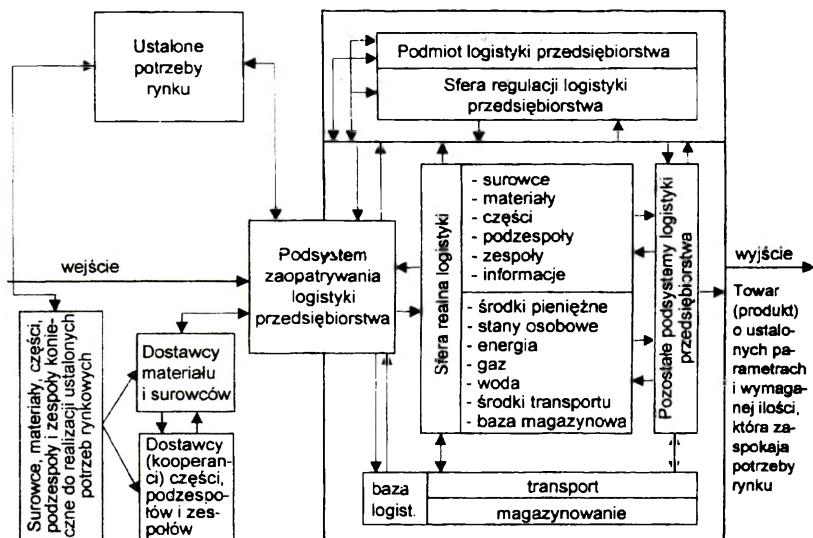 Ustalone
potrzeby
rynku
Podmiot logistyki przedsiębiorstwa
Sfera regulacji logistyki
przedsiębiorstwa
wejście
Podsystem
zaopatrywania
logistyki
przedsiębiorstwa
Sfera realna logistyki
- surowce
- materiały
- części
- podzespoły
- zespoły
- informacje
- środki pieniężne
- stany osobowe
- energia
- gaz
- woda
- środki transportu
- baza magazynowa
Pozostałe podsystemy logistyki
przedsiębiorstwa
wyjście
Towar
(produkt)
o ustalo-
nych pa-
rametrach
i wymaga-
nej ilości,
która za-
spokaja
potrzeby
rynku
Surowce, materiały, części,
podzespoły i zespoły konie-
czne do realizacji ustalonych
potrzeb rynkowych
Dostawcy
materiału
i surowców
Dostawcy
(kooperan-
ci) części,
podzespo-
łów i zes-
połów
baza
logist.
transport
magazynowanie